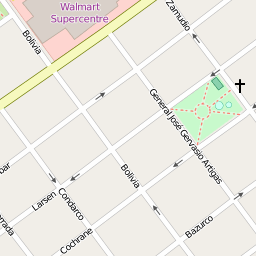 Walmart
Supercentre
Zamudio
Bolivia
General José Gervasio Artigas
Bolivia
Larsen
Condarco
Cochrane
Bazurco